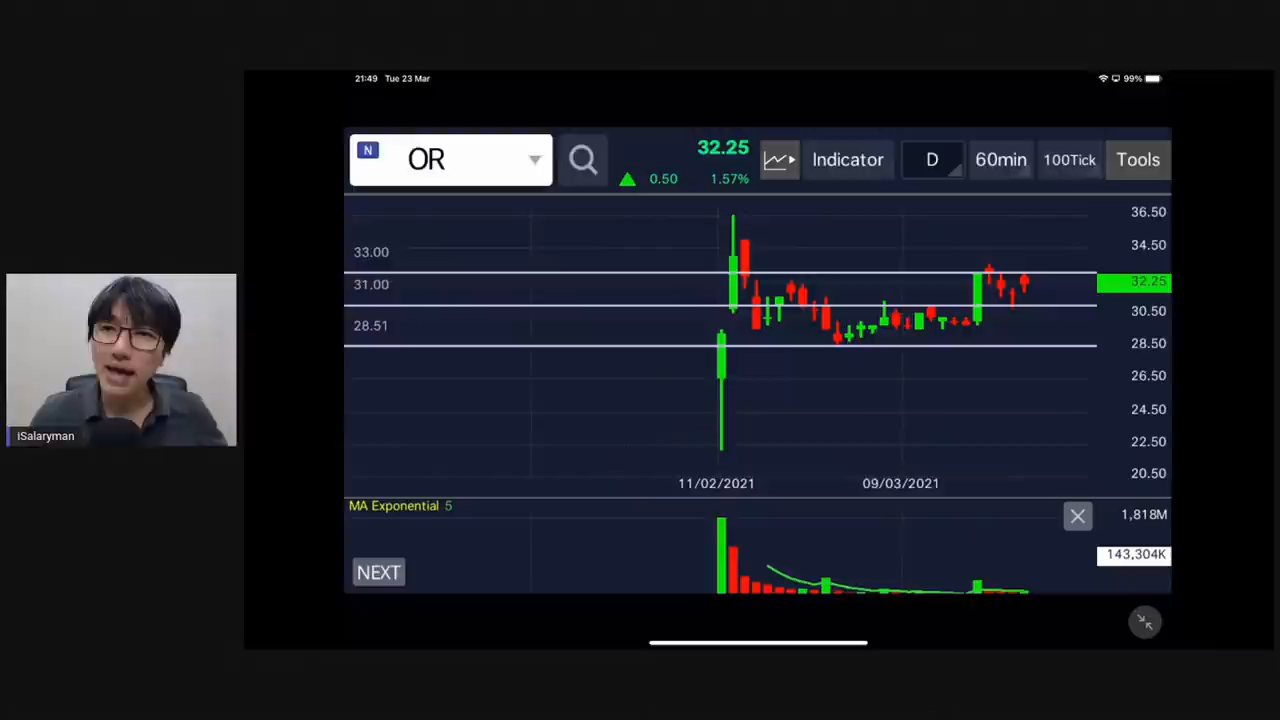 21:49 Tue 23 Mar
99%
N
OR
32.25
0.50 1.57%
Indicator
D
60min
100Tick
Tools
36.50
33.00
34.50
31.00
32.25
30.50
28.51
28.50
26.50
24.50
22.50
20.50
11/02/2021 09/03/2021
MA Exponential 5
1,818M
143,304K
NEXT
iSalaryman